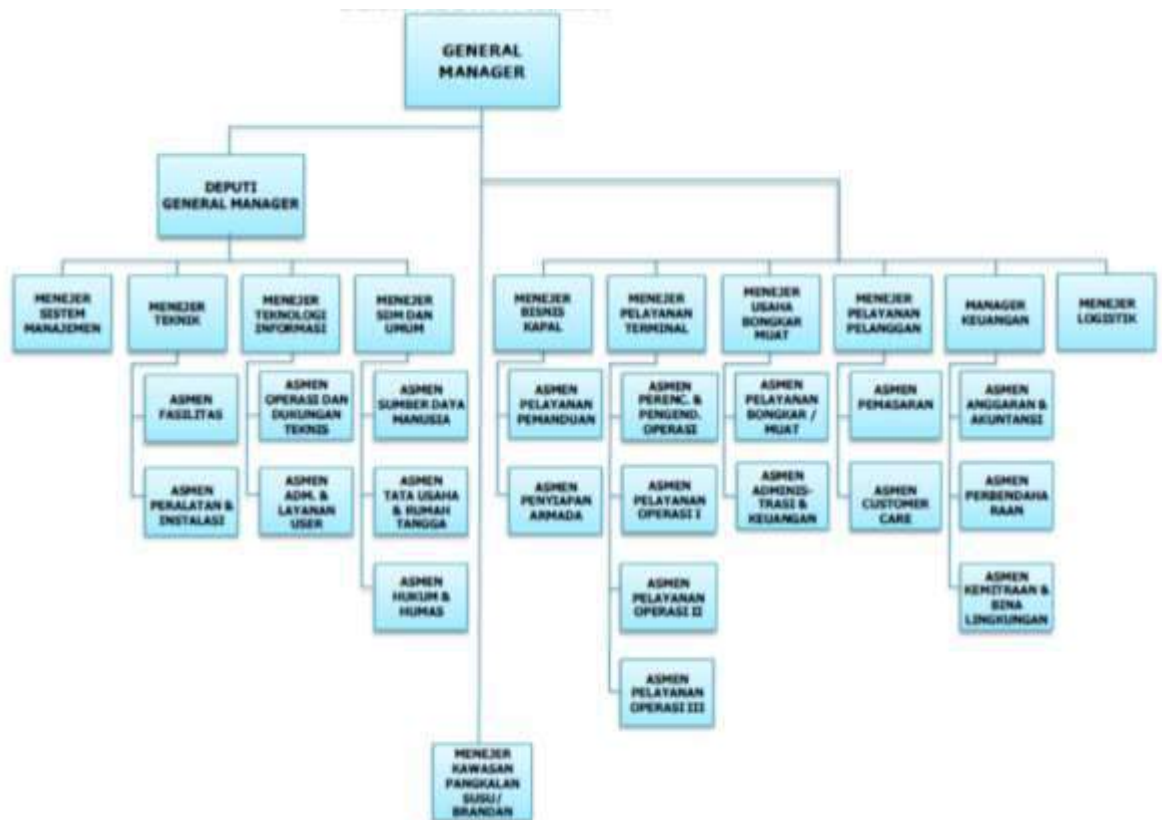 GENERAL
MANAGER
DEPUTI
GENERAL MANAGER
MENEJER
SISTEM
MANAJEMEN
MENEJER
TEKNIK
MENEJER
TEKNOLOGI
INFORMASI
MENEJER
SDM DAN
UMUM
MENEJER
BISNIS
KAPAL
MENEJER
PELAYANAN
TERMINAL
MENEJER
USAHA
BONGKAR
MUAT
MENEJER
PELAYANAN
PELANGGAN
MANAGER
KEUANGAN
MENEJER
LOGISTIK
ASMEN
FASILITAS
ASMEN
OPERASI DAN
DUKUNGAN
TEKNIS
ASMEN
SUMBER DAYA
MANUSIA
ASMEN
PELAYANAN
PEMANDUAN
ASMEN
PERENC. &
PENGEND.
OPERASI
ASMEN
PELAYANAN
BONGKAR /
MUAT
ASMEN
PEMASARAN
ASMEN
ANGGARAN &
AKUNTANSI
ASMEN
PERALATAN &
INSTALASI
ASMEN
ADM. &
LAYANAN
USER
ASMEN
TATA USAHA
& RUMAH
TANGGA
ASMEN
PENYIAPAN
ARMADA
ASMEN
PELAYANAN
OPERASI I
ASMEN
ADMINIS-
TRASI &
KEUANGAN
ASMEN
CUSTOMER
CARE
ASMEN
PERBENDAHA
RAAN
ASMEN
HUKUM &
HUMAS
ASMEN
PELAYANAN
OPERASI II
ASMEN
KEMITRAAN &
BINA
LINGKUNGAN
ASMEN
PELAYANAN
OPERASI III
MENEJER
KAWASAN
PANGKALAN
SUSU/
BRANDAN